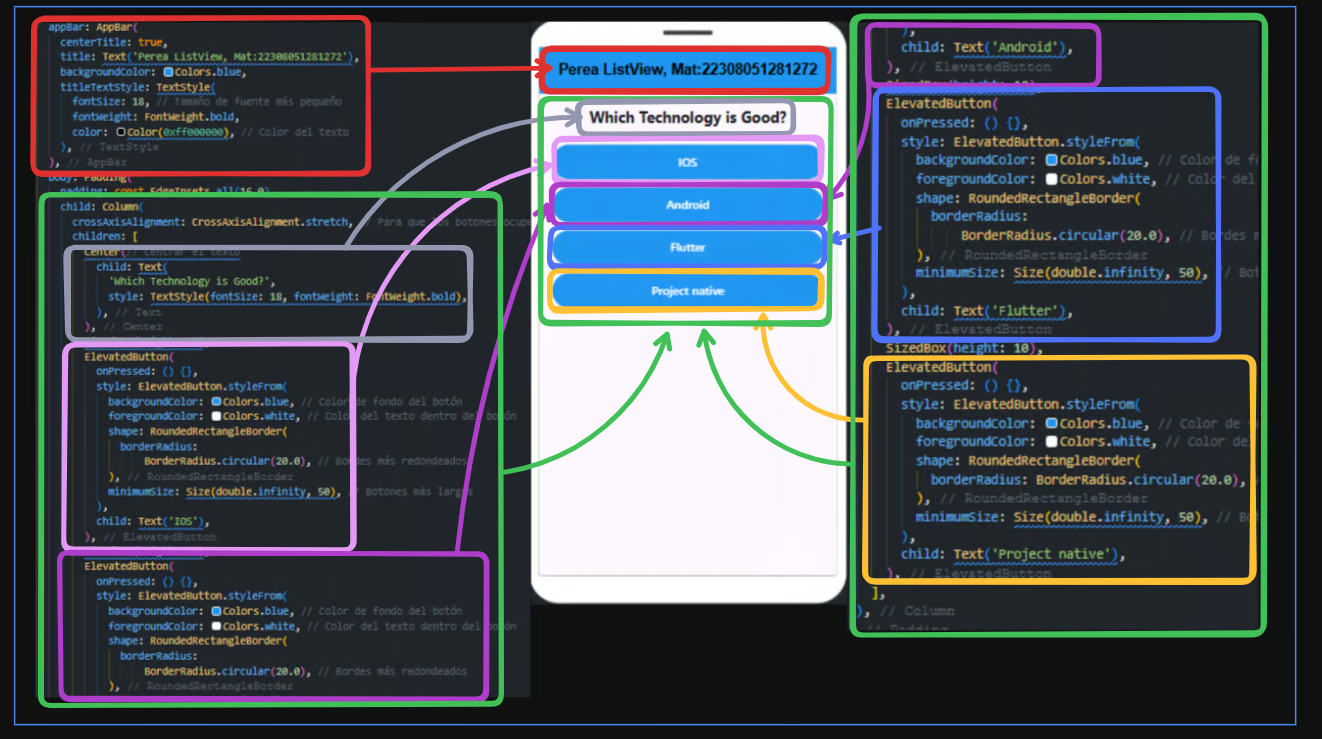 appBar: AppBar(
centerTitle: true,
title: Text('Perea ListView, Mat:22308051281272'),
backgroundColor: Colors.blue,
titleTextStyle: TextStyle(
fontSize: 18, // Tamaño de fuente más pequeño
fontWeight: FontWeight.bold,
color: Color(0xff000000), // Color del texto
), // TextStyle
), // AppBar
body: Padding(
padding: const EdgeInsets.all(16.0),
child: Column(
crossAxisAlignment: CrossAxisAlignment.stretch, // Para que los botones ocupe
children: [
Center(// Centrar el texto
child: Text(
'Which Technology is Good?',
style: TextStyle(fontSize: 18, fontWeight: FontWeight.bold),
), // Text
), // Center
ElevatedButton(
onPressed: () {},
style: ElevatedButton.styleFrom(
backgroundColor: Colors.blue, // Color de fondo del botón
foregroundColor: Colors.white, // Color del texto dentro del botón
shape: RoundedRectangleBorder(
borderRadius:
BorderRadius.circular(20.0), // Bordes más redondeados
), // RoundedRectangleBorder
minimumSize: Size(double.infinity, 50), // Botones más largos
),
child: Text('IOS'),
), // ElevatedButton
ElevatedButton(
onPressed: () {},
style: ElevatedButton.styleFrom(
backgroundColor: Colors.blue, // Color de fondo del botón
foregroundColor: Colors.white, // Color del texto dentro del botón
shape: RoundedRectangleBorder(
borderRadius:
BorderRadius.circular(20.0), // Bordes más redondeados
), // RoundedRectangleBorder
Perea ListView, Mat:22308051281272
Which Technology is Good?
IOS
Android
Flutter
Project native
),
child: Text('Android'),
), // ElevatedButton
SizedBox(height: 10),
ElevatedButton(
onPressed: () {},
style: ElevatedButton.styleFrom(
backgroundColor: Colors.blue, // Color de fo
foregroundColor: Colors.white, // Color del
shape: RoundedRectangleBorder(
borderRadius:
BorderRadius.circular(20.0), // Bordes m
), // RoundedRectangleBorder
minimumSize: Size(double.infinity, 50), // Bot
),
child: Text('Flutter'),
), // ElevatedButton
SizedBox(height: 10),
ElevatedButton(
onPressed: () {},
style: ElevatedButton.styleFrom(
backgroundColor: Colors.blue, // Color de
foregroundColor: Colors.white, // Color de
shape: RoundedRectangleBorder(
borderRadius: BorderRadius.circular(20.0),
), // RoundedRectangleBorder
minimumSize: Size(double.infinity, 50), // Bo
),
child: Text('Project native'),
), // ElevatedButton
],
), // Column
// Padding